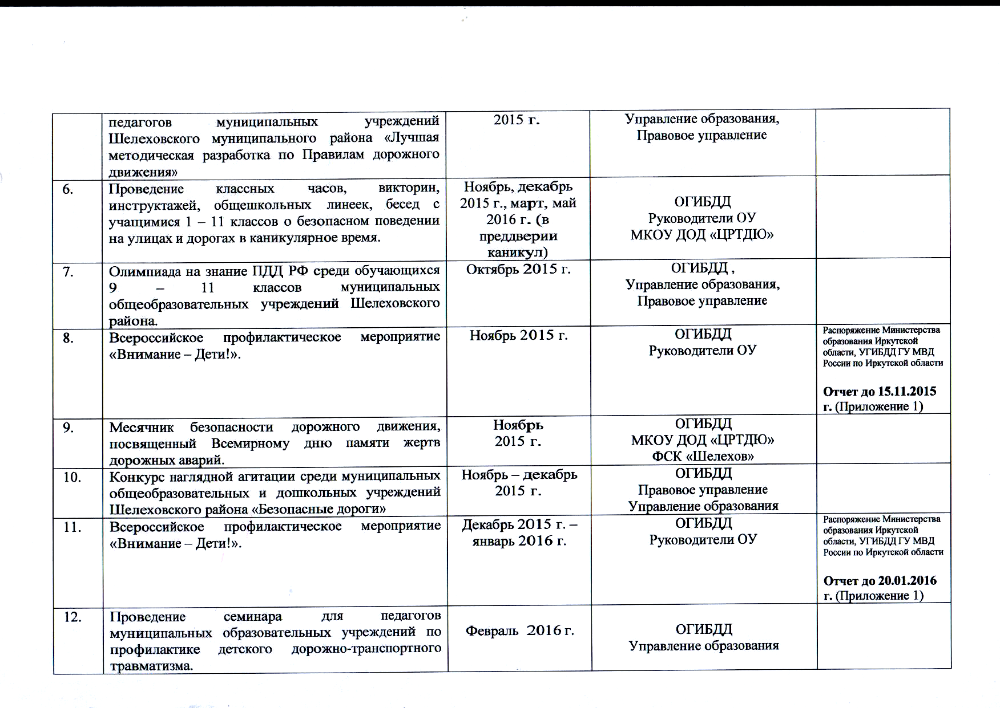 педагогов муниципальных учреждений
Шелеховского муниципального района «Лучшая
методическая разработка по Правилам дорожного
движения»
2015 г.
Управление образования,
Правовое управление
6.
Проведение классных часов, викторин,
инструктажей, общешкольных линеек, бесед с
учащимися 1 – 11 классов о безопасном поведении
на улицах и дорогах в каникулярное время.
Ноябрь, декабрь
2015 г., март, май
2016 г. (в
преддверии
каникул)
ОГИБДД
Руководители ОУ
МКОУ ДОД «ЦРТДЮ»
7.
Олимпиада на знание ПДД РФ среди обучающихся
9 – 11 классов муниципальных
общеобразовательных учреждений Шелеховского
района.
Октябрь 2015 г.
ОГИБДД ,
Управление образования,
Правовое управление
8.
Всероссийское профилактическое мероприятие
«Внимание – Дети!».
Ноябрь 2015 г.
ОГИБДД
Руководители ОУ
Распоряжение Министерства
образования Иркутской
области, УГИБДД ГУ МВД
России по Иркутской области
Отчет до 15.11.2015
г. (Приложение 1)
9.
Месячник безопасности дорожного движения,
посвященный Всемирному дню памяти жертв
дорожных аварий.
Ноябрь
2015 г.
ОГИБДД
МКОУ ДОД «ЦРТДЮ»
ФСК «Шелехов»
10.
Конкурс наглядной агитации среди муниципальных
общеобразовательных и дошкольных учреждений
Шелеховского района «Безопасные дороги»
Ноябрь – декабрь
2015 г.
ОГИБДД
Правовое управление
Управление образования
11.
Всероссийское профилактическое мероприятие
«Внимание – Дети!».
Декабрь 2015 г. –
январь 2016 г.
ОГИБДД
Руководители ОУ
Распоряжение Министерства
образования Иркутской
области, УГИБДД ГУ МВД
России по Иркутской области
Отчет до 20.01.2016
г. (Приложение 1)
12.
Проведение семинара для педагогов
муниципальных образовательных учреждений по
профилактике детского дорожно-транспортного
травматизма.
Февраль 2016 г.
ОГИБДД
Управление образования